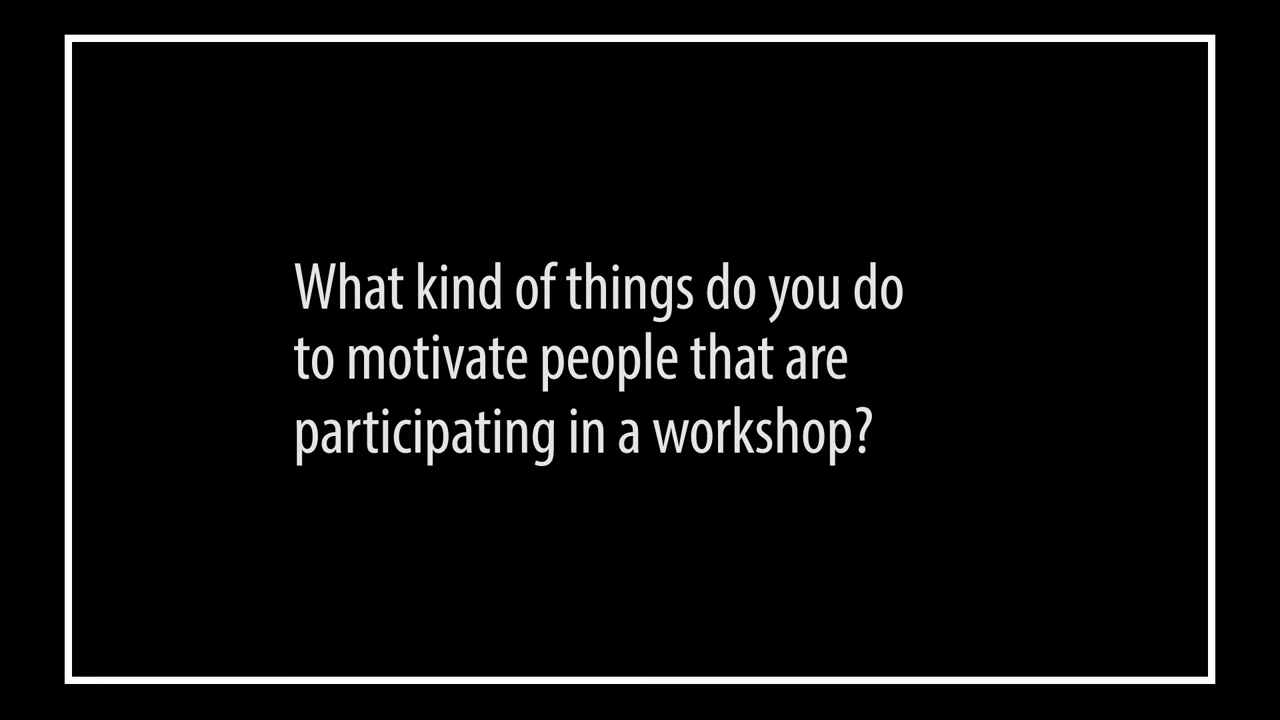 What kind of things do you do
to motivate people that are
participating in a workshop?